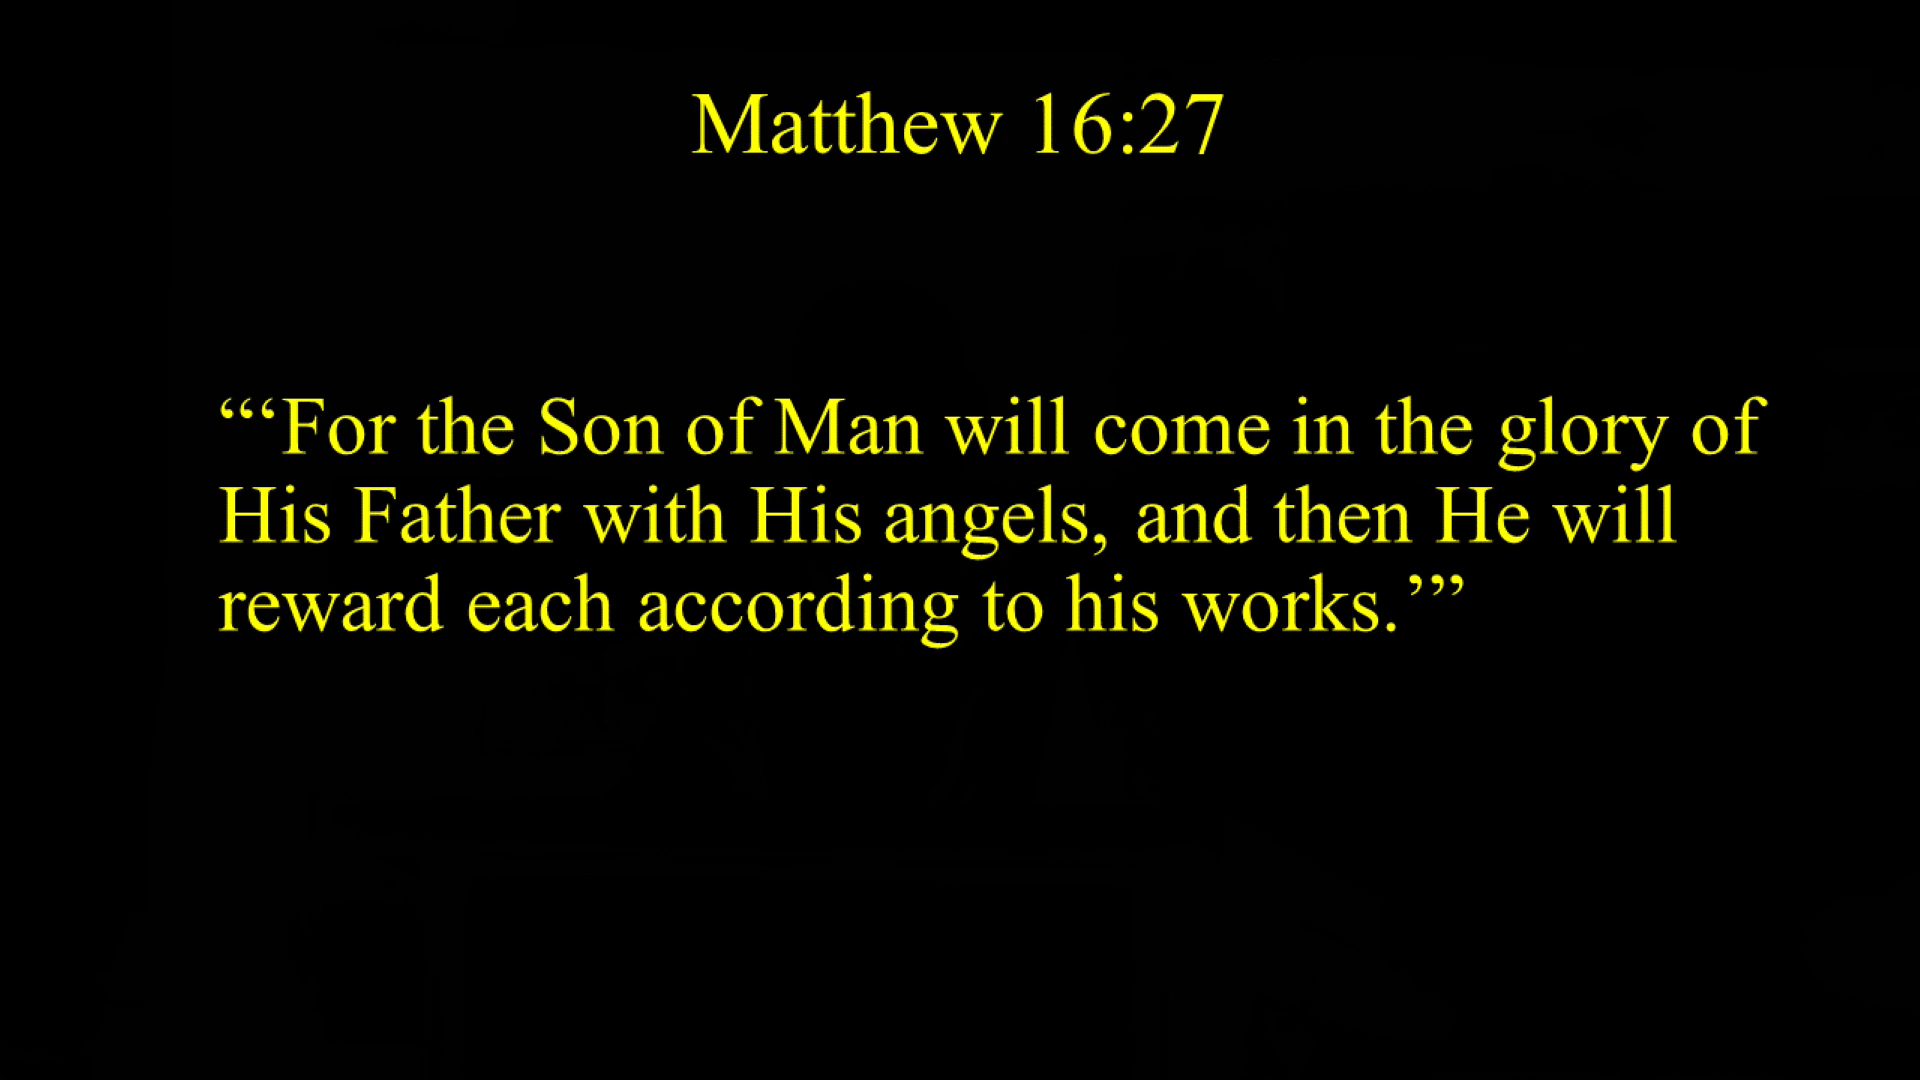 Matthew 16:27
“‘For the Son of Man will come in the glory of
His Father with His angels, and then He will
reward each according to his works.’”